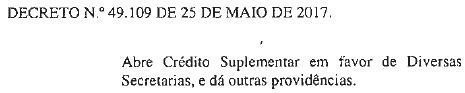 DECRETO N.º 49.109 DE 25 DE MAIO DE 2017.
Abre Crédito Suplementar em favor de Diversas
Secretarias, e dá outras providências.